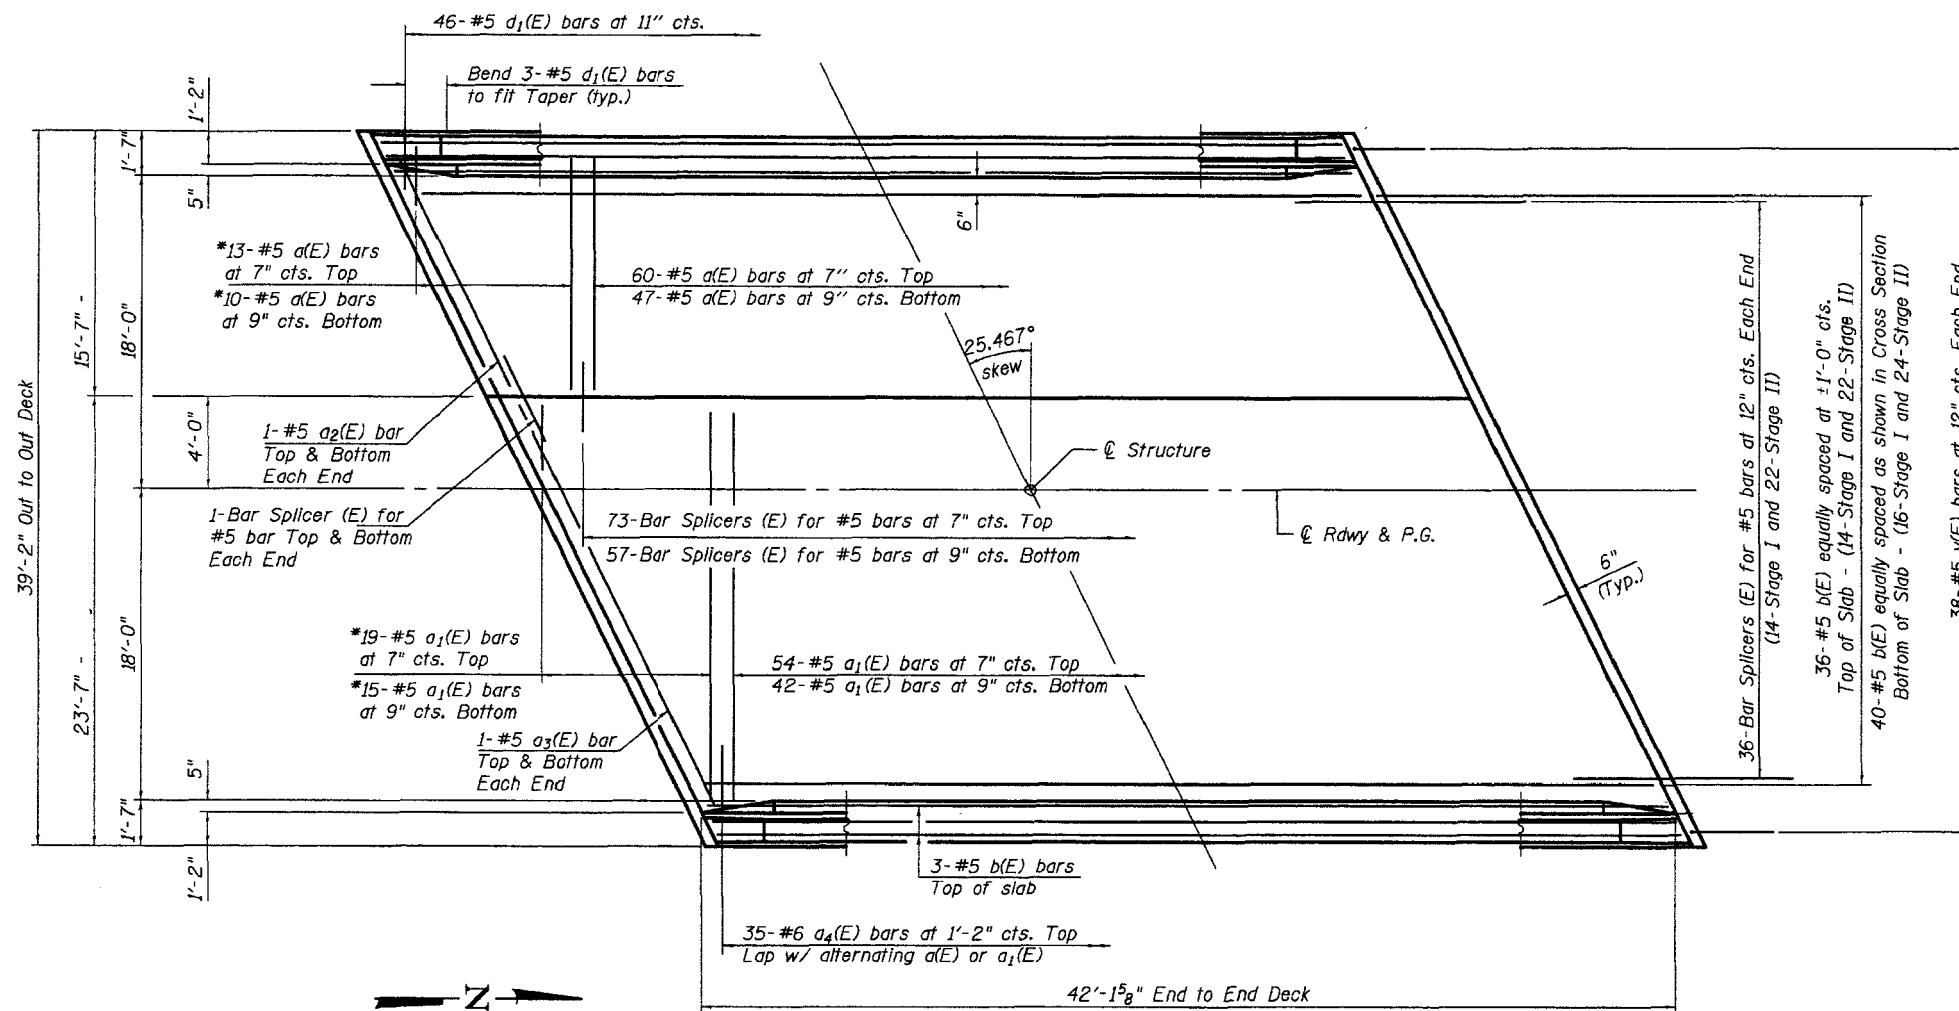 46-#5 d1(E) bars at 11" cts.
Bend 3-#5 d1(E) bars
to fit Taper (typ.)
1'-2"
1'-7"
5"
6"
*13-#5 a(E) bars
at 7" cts. Top
*10-#5 a(E) bars
at 9" cts. Bottom
60-#5 a(E) bars at 7" cts. Top
47-#5 a(E) bars at 9" cts. Bottom
39'-2" Out to Out Deck
15'-7" -
18'-0"
25.467°
skew
4'-0"
1-#5 a2(E) bar
Top & Bottom
Each End
℄ Structure
1-Bar Splicer (E) for
#5 bar Top & Bottom
Each End
73-Bar Splicers (E) for #5 bars at 7" cts. Top
57-Bar Splicers (E) for #5 bars at 9" cts. Bottom
℄ Rdwy & P.G.
6"
(Typ.)
23'-7" -
18'-0"
*19-#5 a1(E) bars
at 7" cts. Top
*15-#5 a1(E) bars
at 9" cts. Bottom
54-#5 a1(E) bars at 7" cts. Top
42-#5 a1(E) bars at 9" cts. Bottom
1-#5 a3(E) bar
Top & Bottom
Each End
5"
1'-7"
1'-2"
3-#5 b(E) bars
Top of slab
35-#6 a4(E) bars at 1'-2" cts. Top
Lap w/ alternating a(E) or a1(E)
N
42'-1 5/8" End to End Deck
36-Bar Splicers (E) for #5 bars at 12" cts. Each End
(14-Stage I and 22-Stage II)
36-#5 b(E) equally spaced at ±1'-0" cts.
Top of Slab - (14-Stage I and 22-Stage II)
40-#5 b(E) equally spaced as shown in Cross Section
Bottom of Slab - (16-Stage I and 24-Stage II)
38-#5 v(E) bars at 12" cts. Each End